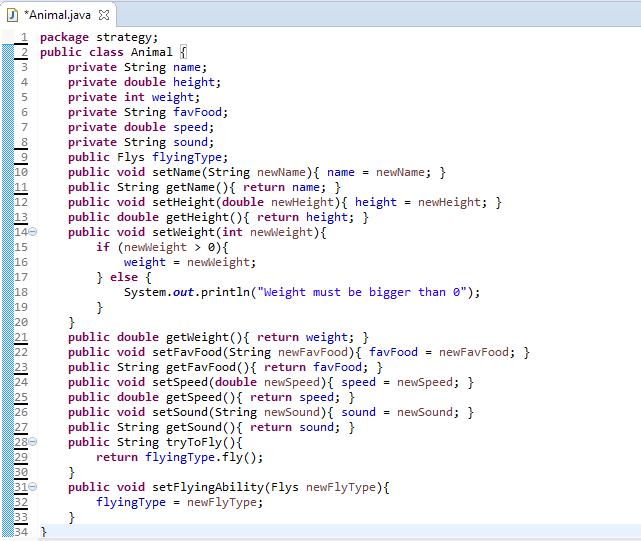 *Animal.java
1 package strategy;
2 public class Animal {
3     private String name;
4     private double height;
5     private int weight;
6     private String favFood;
7     private double speed;
8     private String sound;
9     public Flys flyingType;
10     public void setName(String newName){ name = newName; }
11     public String getName(){ return name; }
12     public void setHeight(double newHeight){ height = newHeight; }
13     public double getHeight(){ return height; }
14     public void setWeight(int newWeight){
15         if (newWeight > 0){
16             weight = newWeight;
17         } else {
18             System.out.println("Weight must be bigger than 0");
19         }
20     }
21     public double getWeight(){ return weight; }
22     public void setFavFood(String newFavFood){ favFood = newFavFood; }
23     public String getFavFood(){ return favFood; }
24     public void setSpeed(double newSpeed){ speed = newSpeed; }
25     public double getSpeed(){ return speed; }
26     public void setSound(String newSound){ sound = newSound; }
27     public String getSound(){ return sound; }
28     public String tryToFly(){
29         return flyingType.fly();
30     }
31     public void setFlyingAbility(Flys newFlyType){
32         flyingType = newFlyType;
33     }
34 }